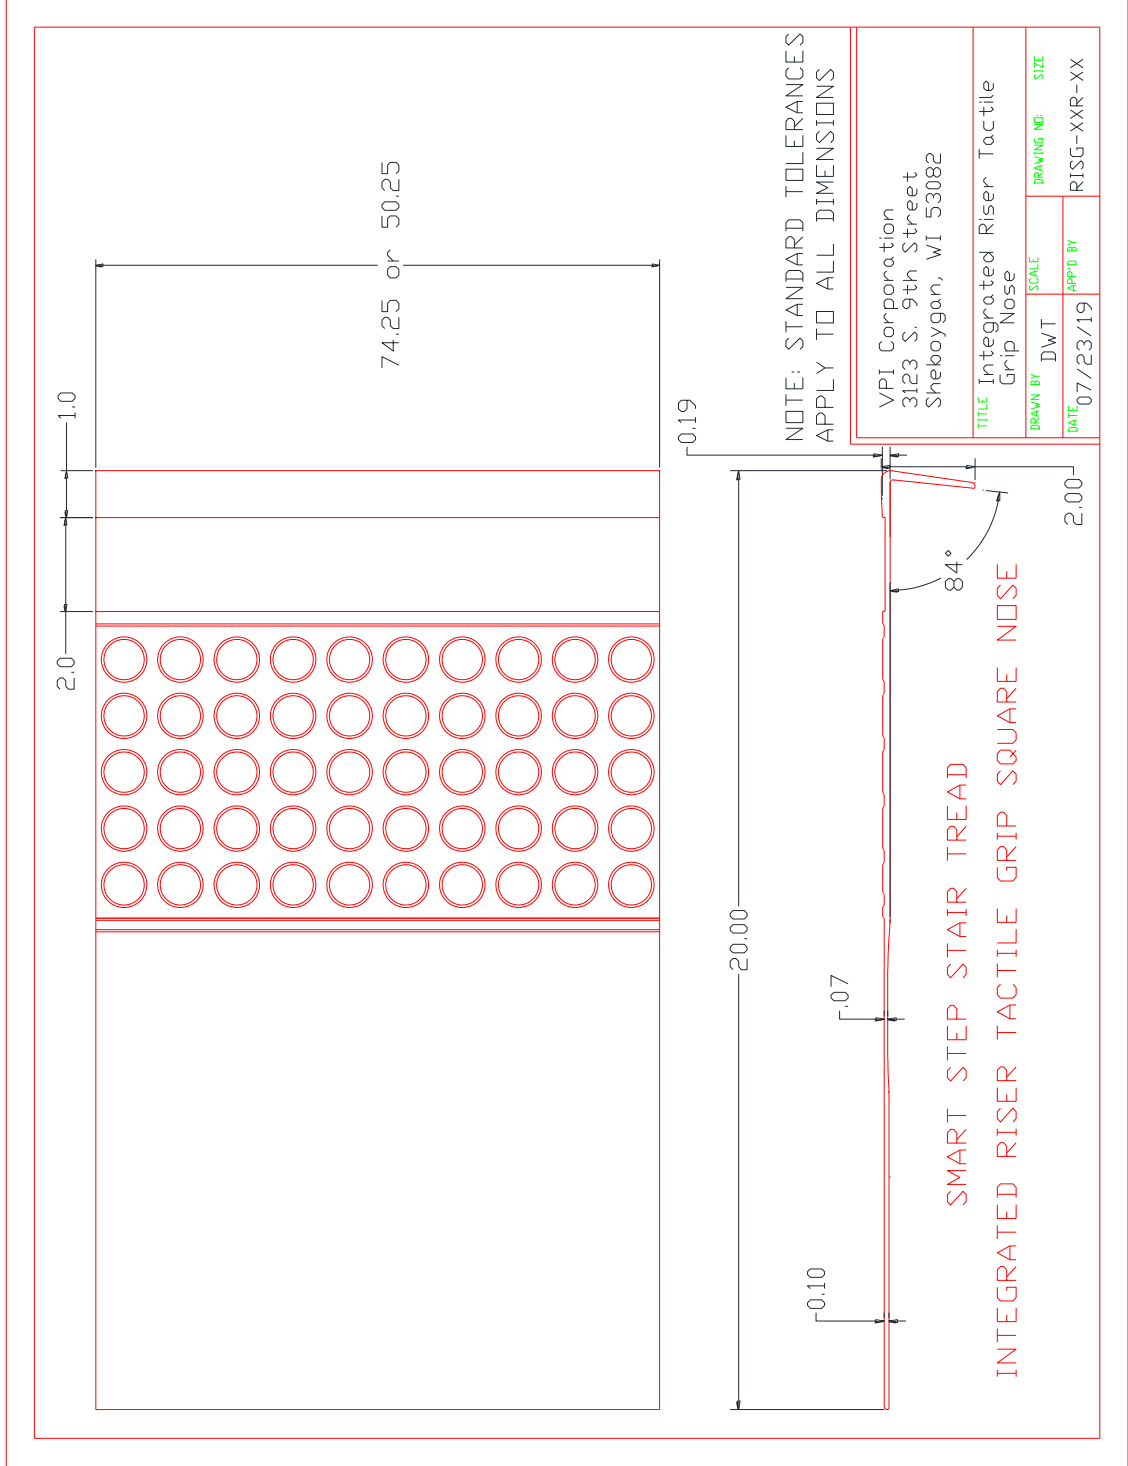 1.0
2.0
74.25 or 50.25
20.00
0.19
.07
0.10
84°
2.00
SMART STEP STAIR TREAD
INTEGRATED RISER TACTILE GRIP SQUARE NOSE
NOTE: STANDARD TOLERANCES
APPLY TO ALL DIMENSIONS
VPI Corporation
3123 S. 9th Street
Sheboygan, WI 53082
TITLE Integrated Riser Tactile
Grip Nose
DRAWN BY DWT
SCALE
DRAWING NO: SIZE
DATE 07/23/19
APP'D BY
RISG-XXR-XX